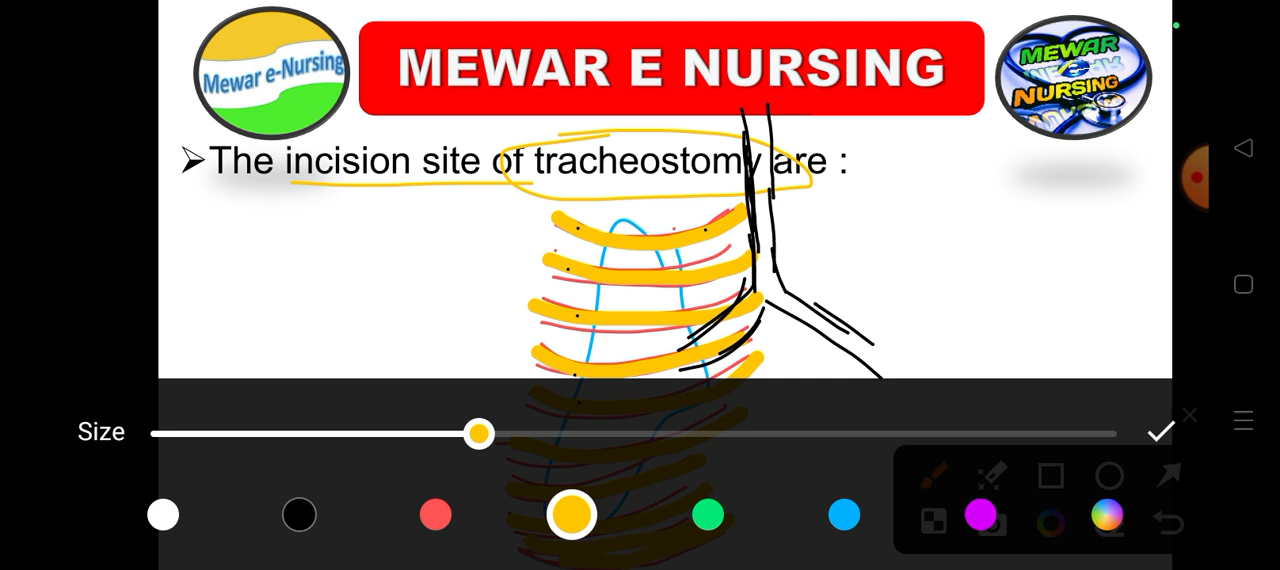 Mewar e-Nursing
MEWAR E NURSING
MEWAR
NURSING
➢The incision site of tracheostomy are :
Size